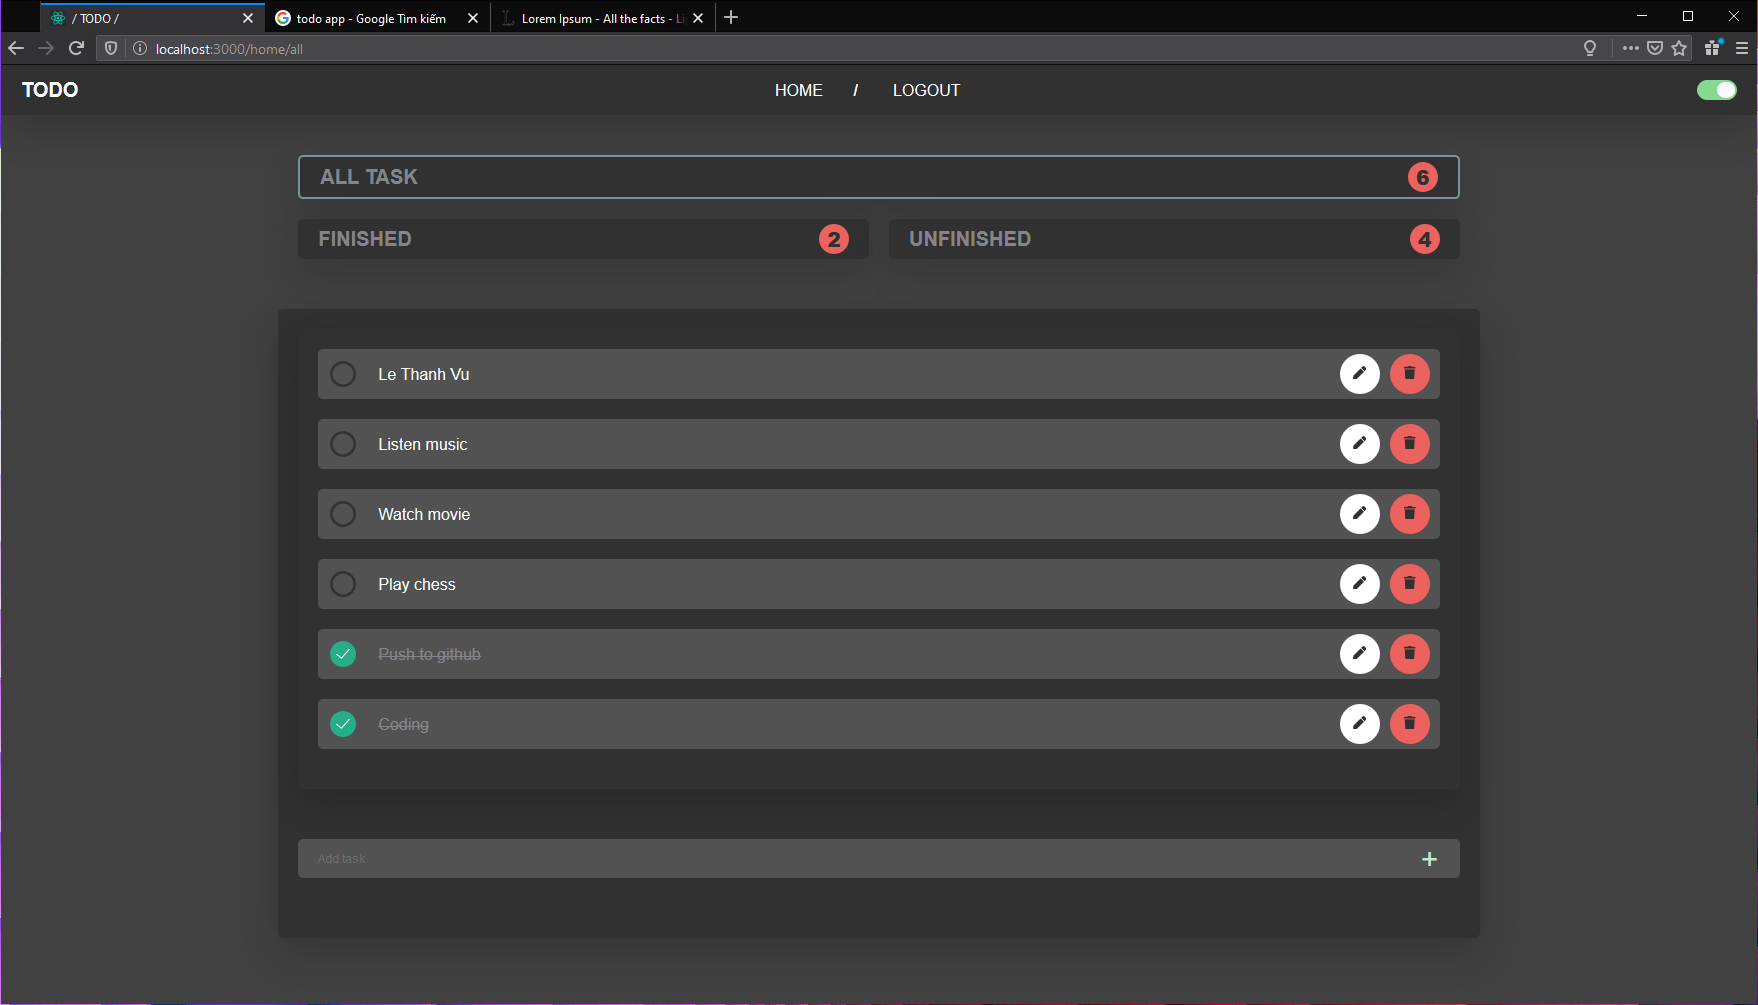 / TODO /
todo app - Google Tìm kiếm
Lorem Ipsum - All the facts - Li
localhost:3000/home/all
TODO
HOME / LOGOUT
ALL TASK 6
FINISHED 2
UNFINISHED 4
Le Thanh Vu
Listen music
Watch movie
Play chess
Push to github
Coding
Add task